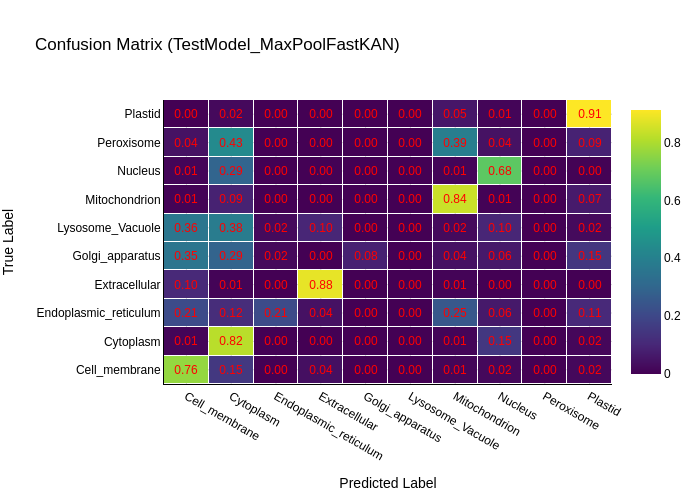 Confusion Matrix (TestModel_MaxPoolFastKAN)
Plastid 0.00 0.02 0.00 0.00 0.00 0.00 0.05 0.01 0.00 0.91
Peroxisome 0.04 0.43 0.00 0.00 0.00 0.00 0.39 0.04 0.00 0.09
Nucleus 0.01 0.29 0.00 0.00 0.00 0.00 0.01 0.68 0.00 0.00
Mitochondrion 0.01 0.09 0.00 0.00 0.00 0.00 0.84 0.01 0.00 0.07
Lysosome_Vacuole 0.36 0.38 0.02 0.10 0.00 0.00 0.02 0.10 0.00 0.02
Golgi_apparatus 0.35 0.29 0.02 0.00 0.08 0.00 0.04 0.06 0.00 0.15
Extracellular 0.10 0.01 0.00 0.88 0.00 0.00 0.01 0.00 0.00 0.00
Endoplasmic_reticulum 0.21 0.12 0.21 0.04 0.00 0.00 0.06 0.00 0.11
Cytoplasm 0.01 0.82 0.00 0.00 0.00 0.00 0.01 0.15 0.00 0.02
Cell_membrane 0.76 0.15 0.00 0.04 0.00 0.00 0.01 0.02 0.00 0.02
Cell_membrane
Cytoplasm
Endoplasmic_reticulum
Extracellular
Golgi_apparatus
Lysosome_Vacuole
Mitochondrion
Nucleus
Peroxisome
Plastid
Predicted Label
True Label
0.8
0.6
0.4
0.2
0